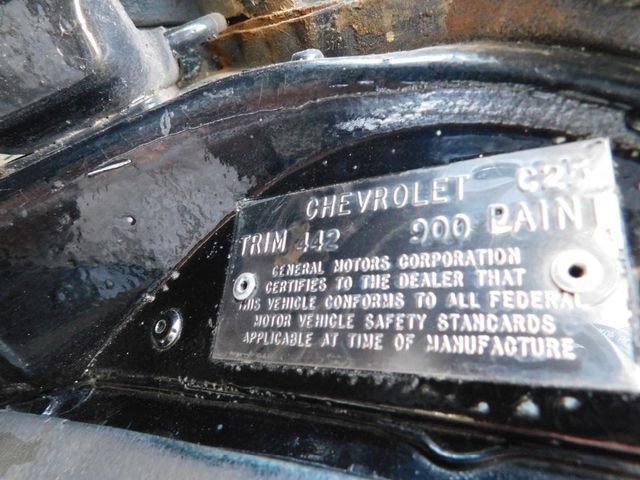 CHEVROLET C25
TRIM 442 900 PAINT
GENERAL MOTORS CORPORATION
CERTIFIES TO THE DEALER THAT
THIS VEHICLE CONFORMS TO ALL FEDERAL
MOTOR VEHICLE SAFETY STANDARDS
APPLICABLE AT TIME OF MANUFACTURE